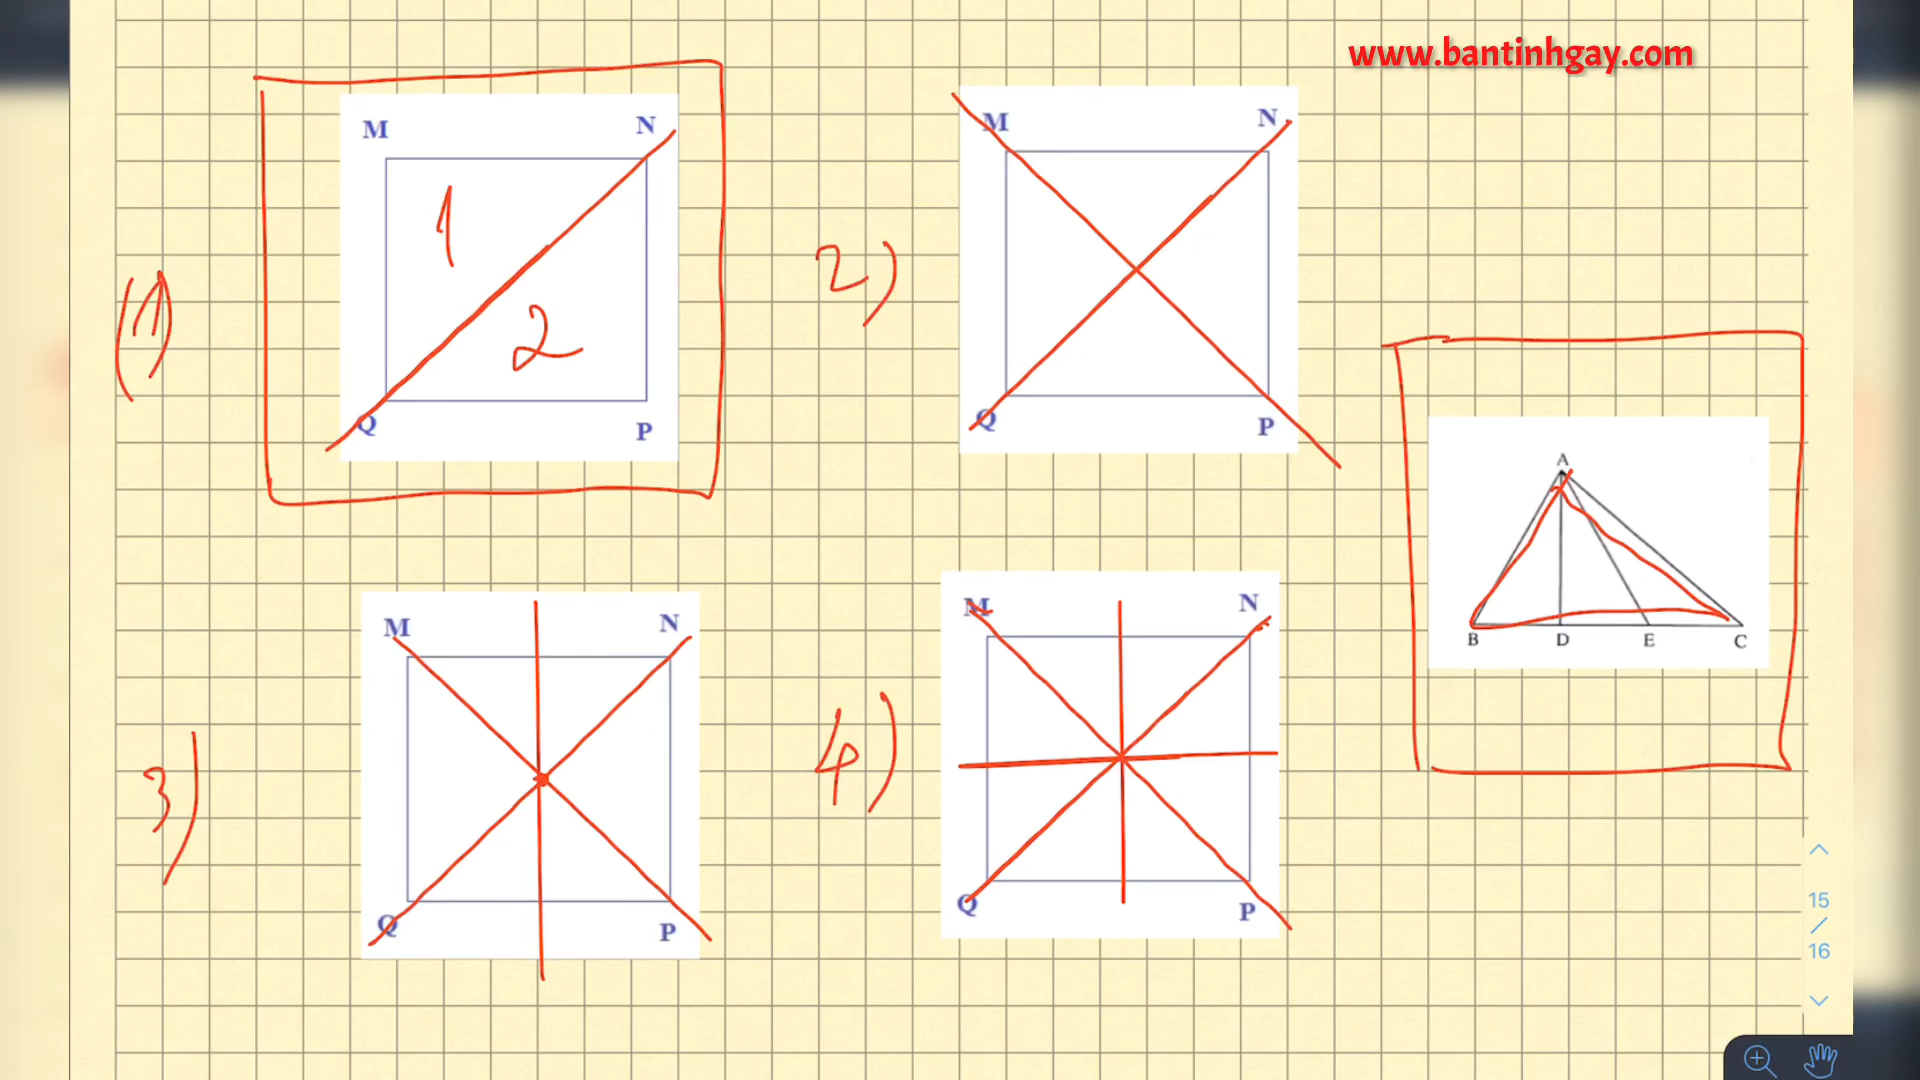 www.bantinhgay.com
M N
1
2
Q P
1)
M N
2)
Q P
A
B D E C
M N
3)
Q P
M N
4)
Q P
15
/
16